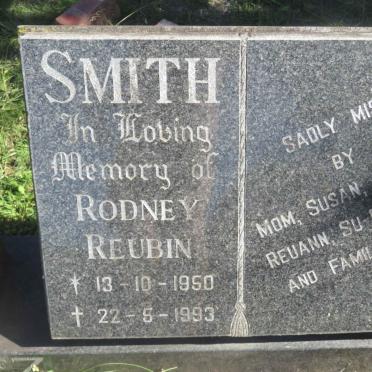 SMITH
In Loving
Memory of
RODNEY
REUBIN
* 13-10-1950
† 22-5-1993
SADLY
BY
MOM, SUSAN,
REUANN,
AND